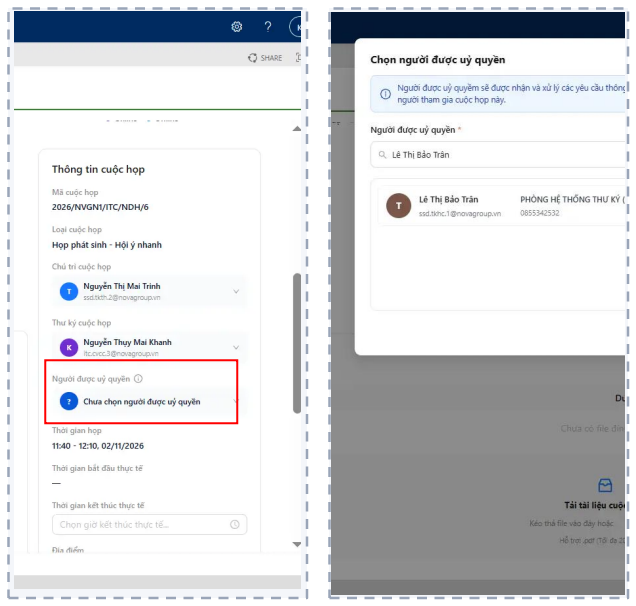 ?
K
SHARE
Thông tin cuộc họp
Mã cuộc họp
2026/NVGN1/ITC/NDH/6
Loại cuộc họp
Họp phát sinh - Hội ý nhanh
Chủ trì cuộc họp
T
Nguyễn Thị Mai Trinh
ssd.tkth.2@novagroup.vn
Thư ký cuộc họp
K
Nguyễn Thụy Mai Khanh
itc.cvcc.3@novagroup.vn
Người được uỷ quyền
?
Chưa chọn người được uỷ quyền
Thời gian họp
11:40 - 12:10, 02/11/2026
Thời gian bắt đầu thực tế
—
Thời gian kết thúc thực tế
Chọn giờ kết thúc thực tế...
Địa điểm
Chọn người được uỷ quyền
Người được uỷ quyềm sẽ được nhận và xử lý các yêu cầu thông
người tham gia cuộc họp này.
Người được uỷ quyền *
Lê Thị Bảo Trân
T
Lê Thị Bảo Trân
ssd.tkhc.1@novagroup.vn
PHÒNG HỆ THỐNG THƯ KÝ (
0855342532
Chưa có file
Tải tài liệu cuộ
Kéo thả file vào đây hoặc
Hỗ trợ .pdf